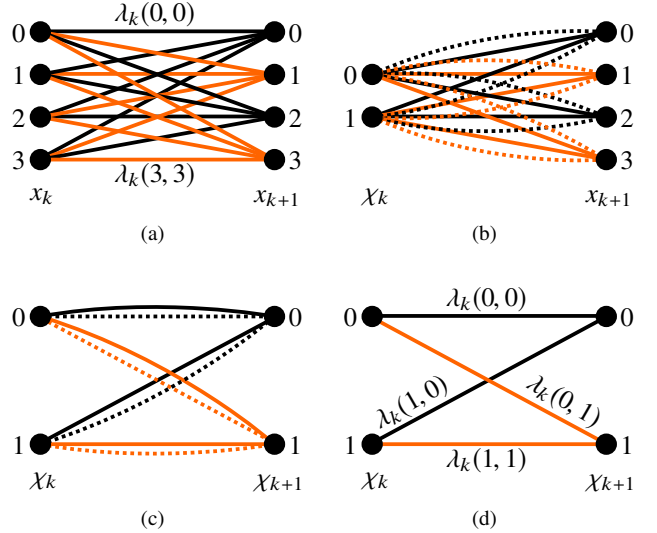 λ_k(0, 0)
0 0
1 1
2 2
3 3
λ_k(3, 3)
x_k x_{k+1}
(a)
0
0 1
1 2
3
χ_k x_{k+1}
(b)
0 0
1 1
χ_k χ_{k+1}
(c)
λ_k(0, 0)
0 0
λ_k(1, 0) λ_k(0, 1)
1 1
λ_k(1, 1)
χ_k χ_{k+1}
(d)